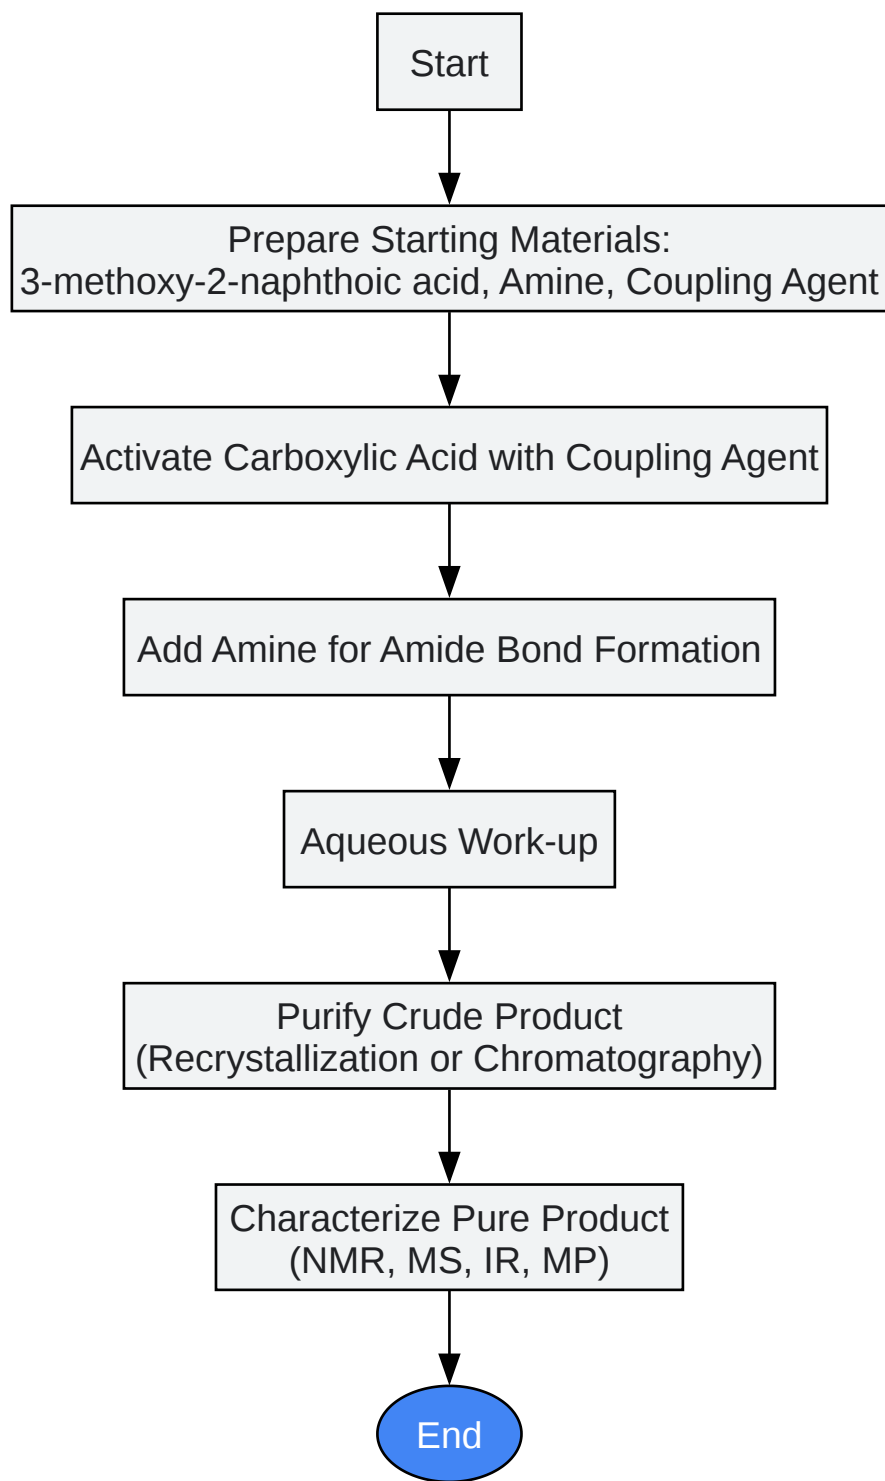 Start
Prepare Starting Materials:
3-methoxy-2-naphthoic acid, Amine, Coupling Agent
Activate Carboxylic Acid with Coupling Agent
Add Amine for Amide Bond Formation
Aqueous Work-up
Purify Crude Product
(Recrystallization or Chromatography)
Characterize Pure Product
(NMR, MS, IR, MP)
End